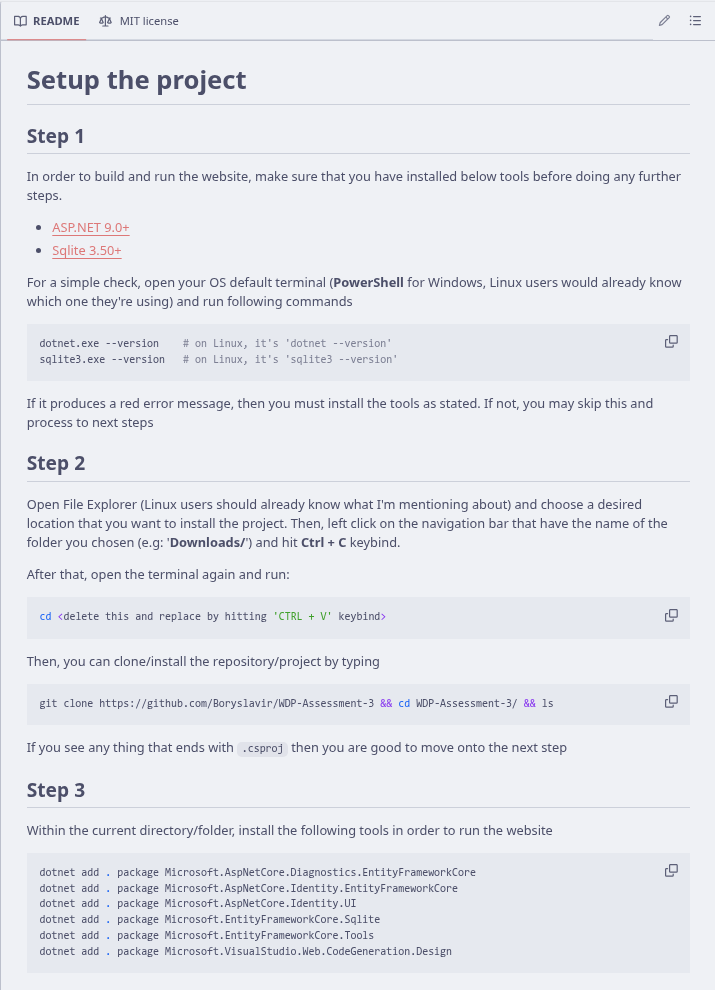 README MIT license
Setup the project
Step 1
In order to build and run the website, make sure that you have installed below tools before doing any further
steps.
ASP.NET 9.0+
Sqlite 3.50+
For a simple check, open your OS default terminal (PowerShell for Windows, Linux users would already know
which one they're using) and run following commands
dotnet.exe --version    # on Linux, it's 'dotnet --version'
sqlite3.exe --version   # on Linux, it's 'sqlite3 --version'
If it produces a red error message, then you must install the tools as stated. If not, you may skip this and
process to next steps
Step 2
Open File Explorer (Linux users should already know what I'm mentioning about) and choose a desired
location that you want to install the project. Then, left click on the navigation bar that have the name of the
folder you chosen (e.g: 'Downloads/') and hit Ctrl + C keybind.
After that, open the terminal again and run:
cd <delete this and replace by hitting 'CTRL + V' keybind>
Then, you can clone/install the repository/project by typing
git clone https://github.com/Boryslavir/WDP-Assessment-3 && cd WDP-Assessment-3/ && ls
If you see any thing that ends with .csproj then you are good to move onto the next step
Step 3
Within the current directory/folder, install the following tools in order to run the website
dotnet add . package Microsoft.AspNetCore.Diagnostics.EntityFrameworkCore
dotnet add . package Microsoft.AspNetCore.Identity.EntityFrameworkCore
dotnet add . package Microsoft.AspNetCore.Identity.UI
dotnet add . package Microsoft.EntityFrameworkCore.Sqlite
dotnet add . package Microsoft.EntityFrameworkCore.Tools
dotnet add . package Microsoft.VisualStudio.Web.CodeGeneration.Design